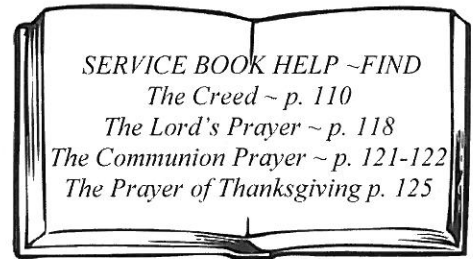 SERVICE BOOK HELP ~FIND
The Creed ~ p. 110
The Lord's Prayer ~ p. 118
The Communion Prayer ~ p. 121-122
The Prayer of Thanksgiving p. 125